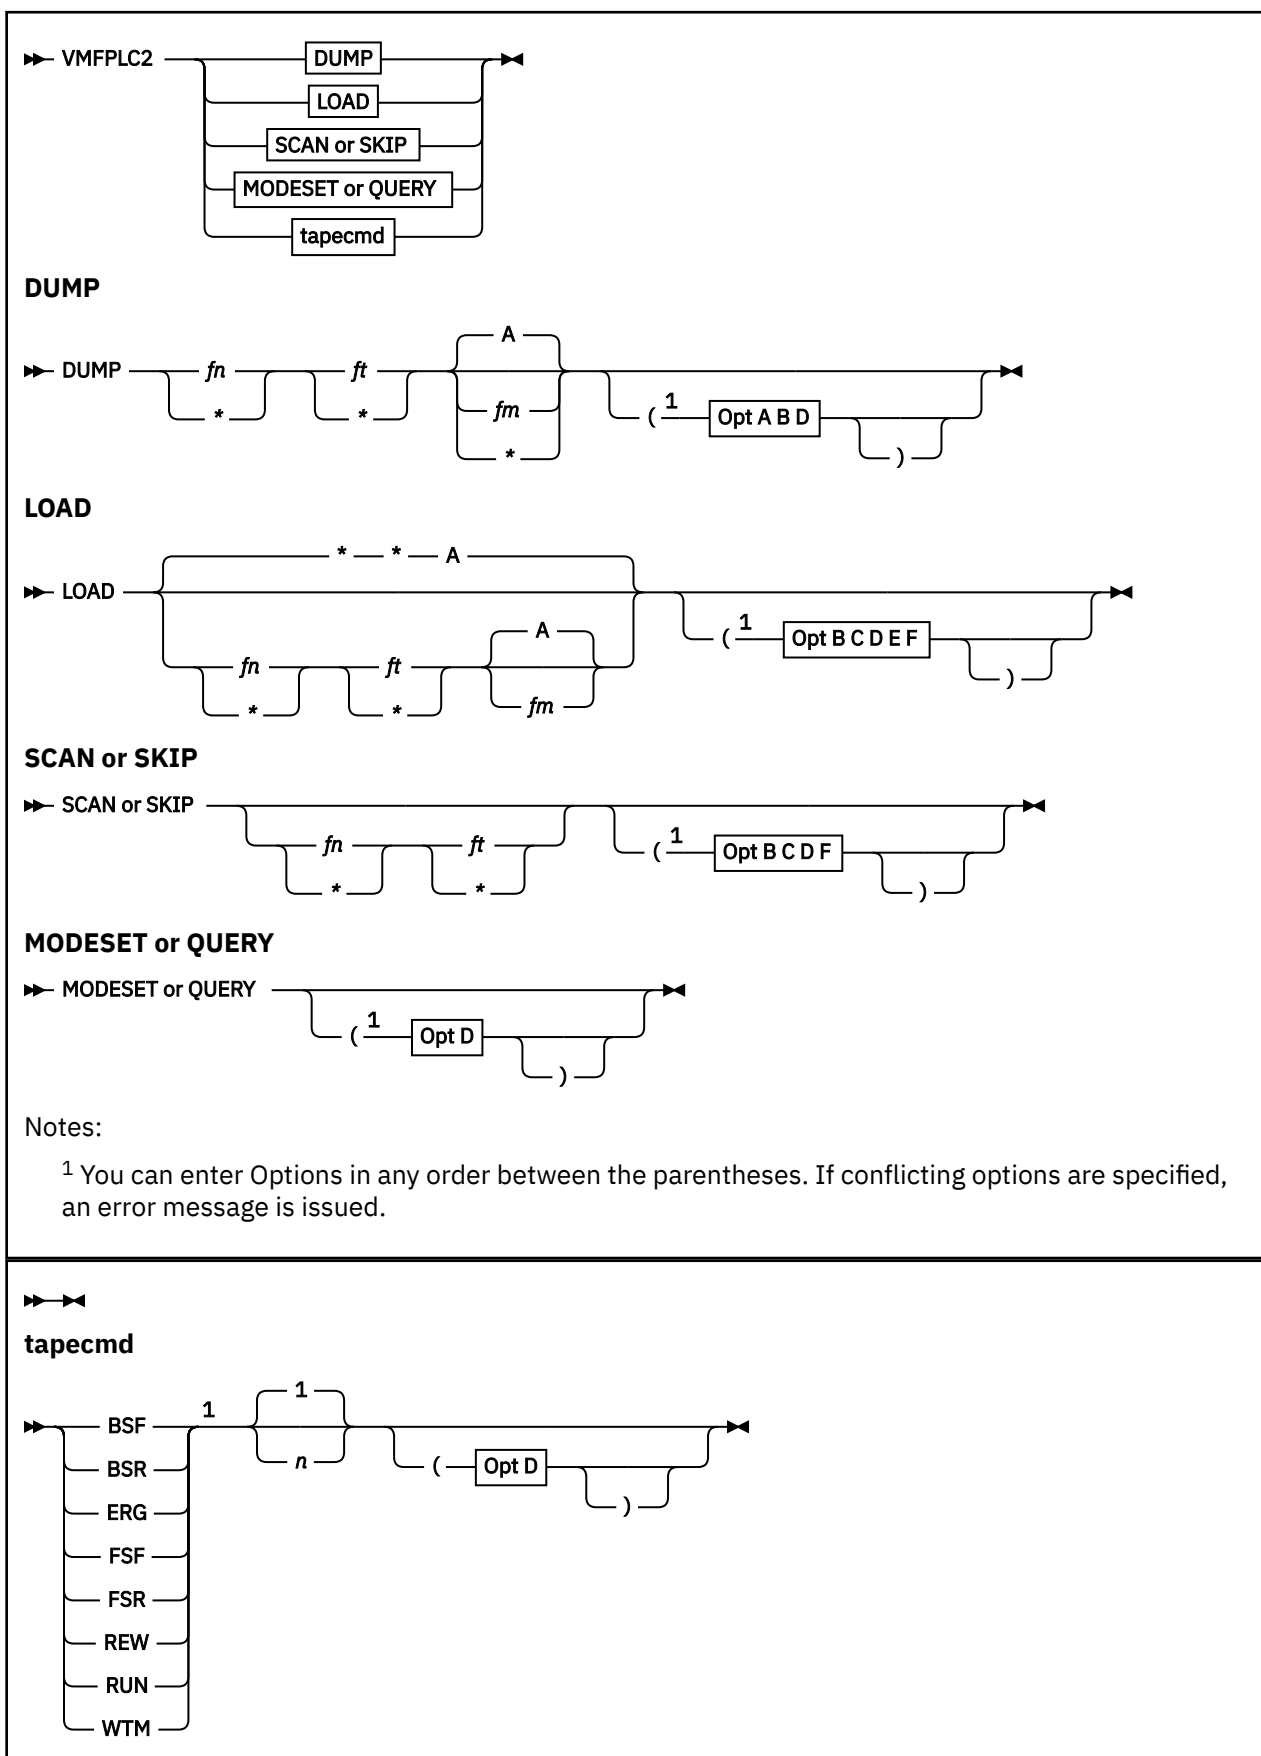 VMFPLC2 DUMP
LOAD
SCAN or SKIP
MODESET or QUERY
tapecmd
DUMP
A
DUMP fn ft
* * fm ( 1 Opt A B D
* )
LOAD
* * A
LOAD
A ( 1 Opt B C D E F
fn ft )
* * fm
SCAN or SKIP
SCAN or SKIP
fn ft ( 1 Opt B C D F
* * )
MODESET or QUERY
MODESET or QUERY
( 1 Opt D
)
Notes:
1 You can enter Options in any order between the parentheses. If conflicting options are specified,
an error message is issued.
tapecmd
1
BSF 1
BSR n ( Opt D
ERG )
FSF
FSR
REW
RUN
WTM